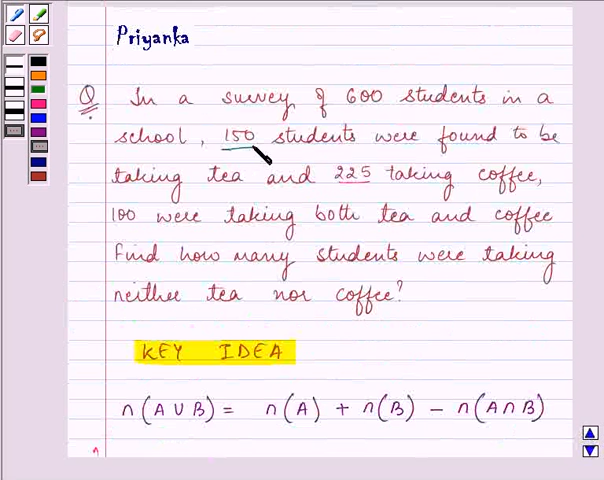 Priyanka
Q In a survey of 600 students in a
school, 150 students were found to be
taking tea and 225 taking coffee,
100 were taking both tea and coffee
Find how many students were taking
neither tea nor coffee?
KEY IDEA
n(A ∪ B) = n(A) + n(B) - n(A ∩ B)